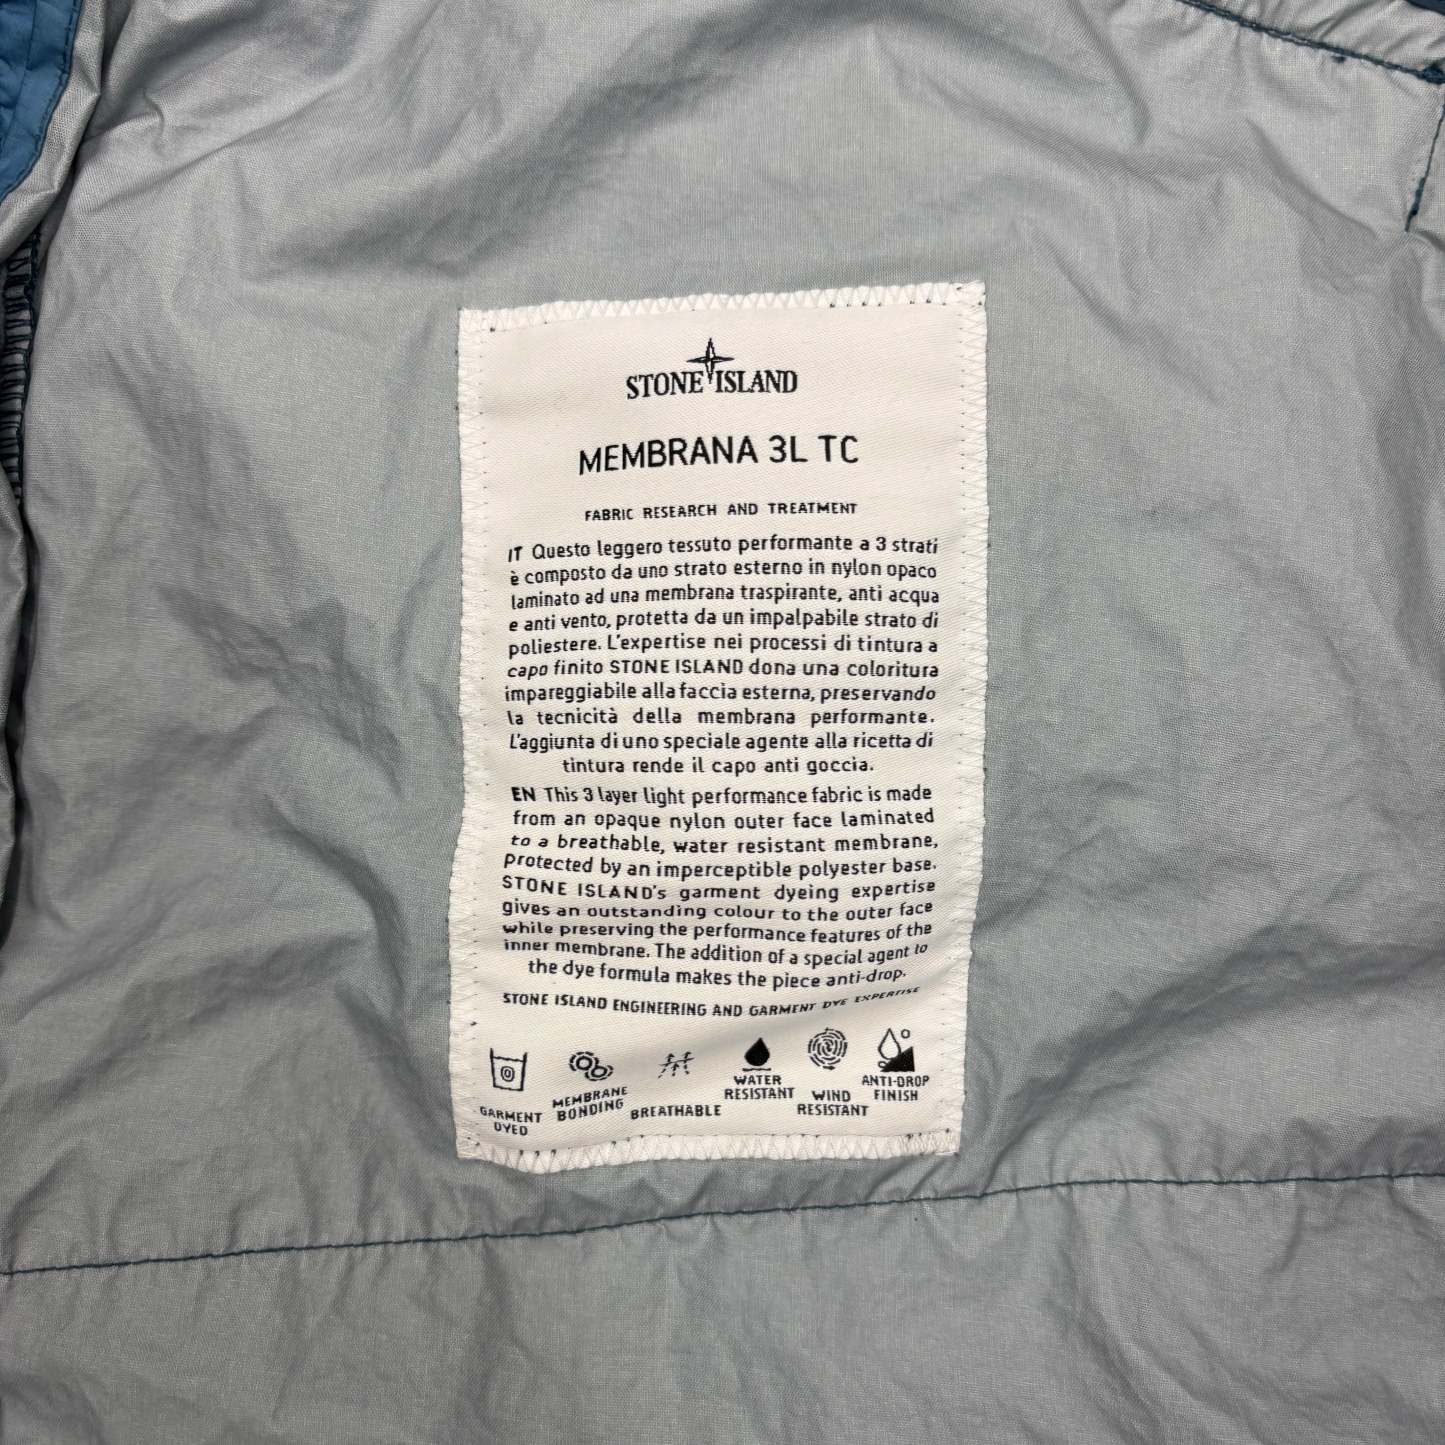 STONE ISLAND
MEMBRANA 3L TC
FABRIC RESEARCH AND TREATMENT
IT Questo leggero tessuto performante a 3 strati
è composto da uno strato esterno in nylon opaco
laminato ad una membrana traspirante, anti acqua
e anti vento, protetta da un impalpabile strato di
poliestere. L'expertise nei processi di tintura a
capo finito STONE ISLAND dona una coloritura
impareggiabile alla faccia esterna, preservando
la tecnicità della membrana performante.
L'aggiunta di uno speciale agente alla ricetta di
tintura rende il capo anti goccia.
EN This 3 layer light performance fabric is made
from an opaque nylon outer face laminated
to a breathable, water resistant membrane,
protected by an imperceptible polyester base.
STONE ISLAND's garment dyeing expertise
gives an outstanding colour to the outer face
while preserving the performance features of the
inner membrane. The addition of a special agent to
the dye formula makes the piece anti-drop.
STONE ISLAND ENGINEERING AND GARMENT DYE EXPERTISE
GARMENT
DYED
MEMBRANE
BONDING
BREATHABLE
WATER
RESISTANT
WIND
RESISTANT
ANTI-DROP
FINISH